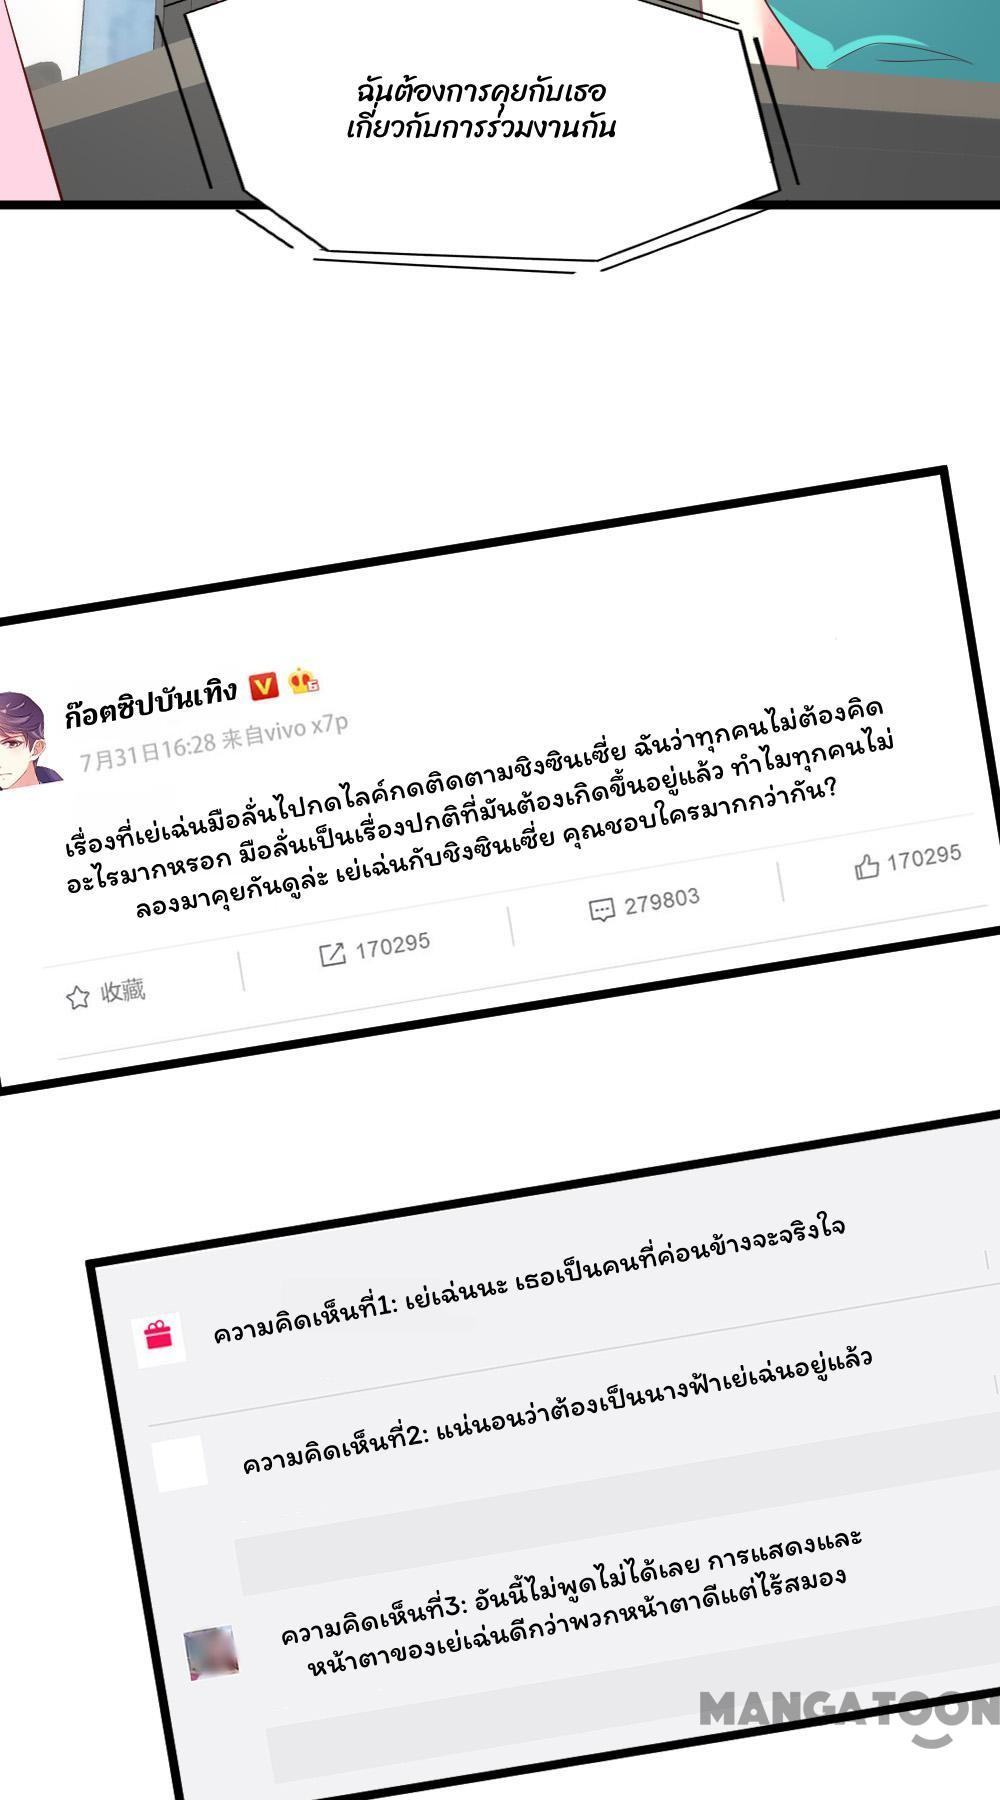 ฉันต้องการคุยกับเธอ
เกี่ยวกับการร่วมงานกัน
ก๊อตซิปบันเทิง
7月31日16:28 来自vivo x7p
เรื่องที่เย่เฉ่นมือลั่นไปกดไลค์กดติดตามชิงซินเซี่ย ฉันว่าทุกคนไม่ต้องคิด
อะไรมากหรอก มือลั่นเป็นเรื่องปกติที่มันต้องเกิดขึ้นอยู่แล้ว ทำไมทุกคนไม่
ลองมาคุยกันดูล่ะ เย่เฉ่นกับชิงซินเซี่ย คุณชอบใครมากกว่ากัน?
收藏 170295 279803 170295
ความคิดเห็นที่1: เย่เฉ่นนะ เธอเป็นคนที่ค่อนข้างจะจริงใจ
ความคิดเห็นที่2: แน่นอนว่าต้องเป็นนางฟ้าเย่เฉ่นอยู่แล้ว
ความคิดเห็นที่3: อันนี้ไม่พูดไม่ได้เลย การแสดงและ
หน้าตาของเย่เฉ่นดีกว่าพวกหน้าตาดีแต่ไร้สมอง
MANGATOON